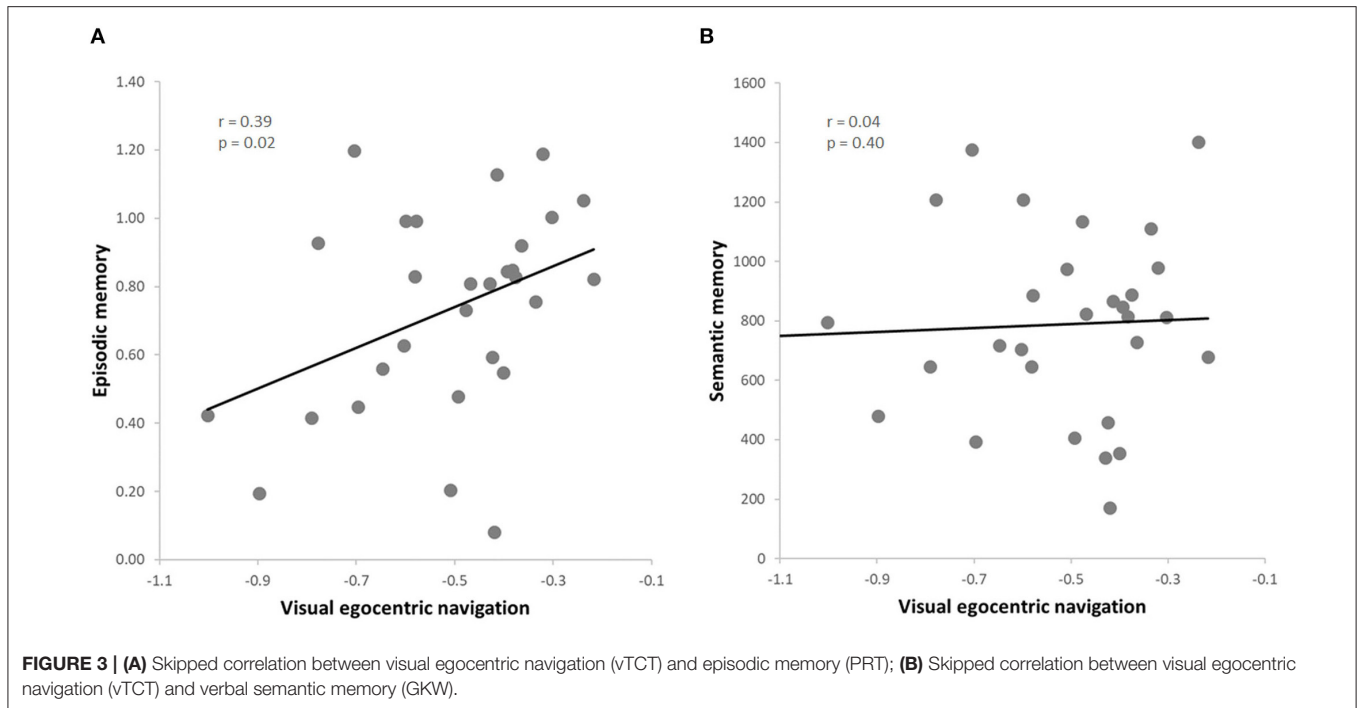 A
1.40
1.20
1.00
0.80
0.60
0.40
0.20
0.00
Episodic memory
r = 0.39
p = 0.02
-1.1 -0.9 -0.7 -0.5 -0.3 -0.1
Visual egocentric navigation
B
1600
1400
1200
1000
800
600
400
200
0
Semantic memory
r = 0.04
p = 0.40
-1.1 -0.9 -0.7 -0.5 -0.3 -0.1
Visual egocentric navigation
FIGURE 3 | (A) Skipped correlation between visual egocentric navigation (vTCT) and episodic memory (PRT); (B) Skipped correlation between visual egocentric
navigation (vTCT) and verbal semantic memory (GKW).